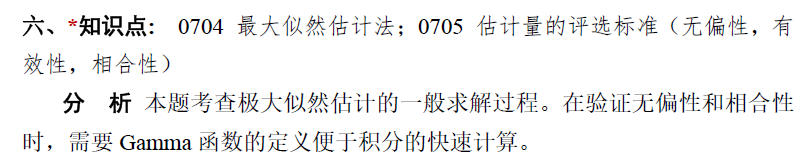 六、*知识点: 0704 最大似然估计法；0705 估计量的评选标准（无偏性，有
效性，相合性）
分 析 本题考查极大似然估计的一般求解过程。在验证无偏性和相合性
时，需要 Gamma 函数的定义便于积分的快速计算。